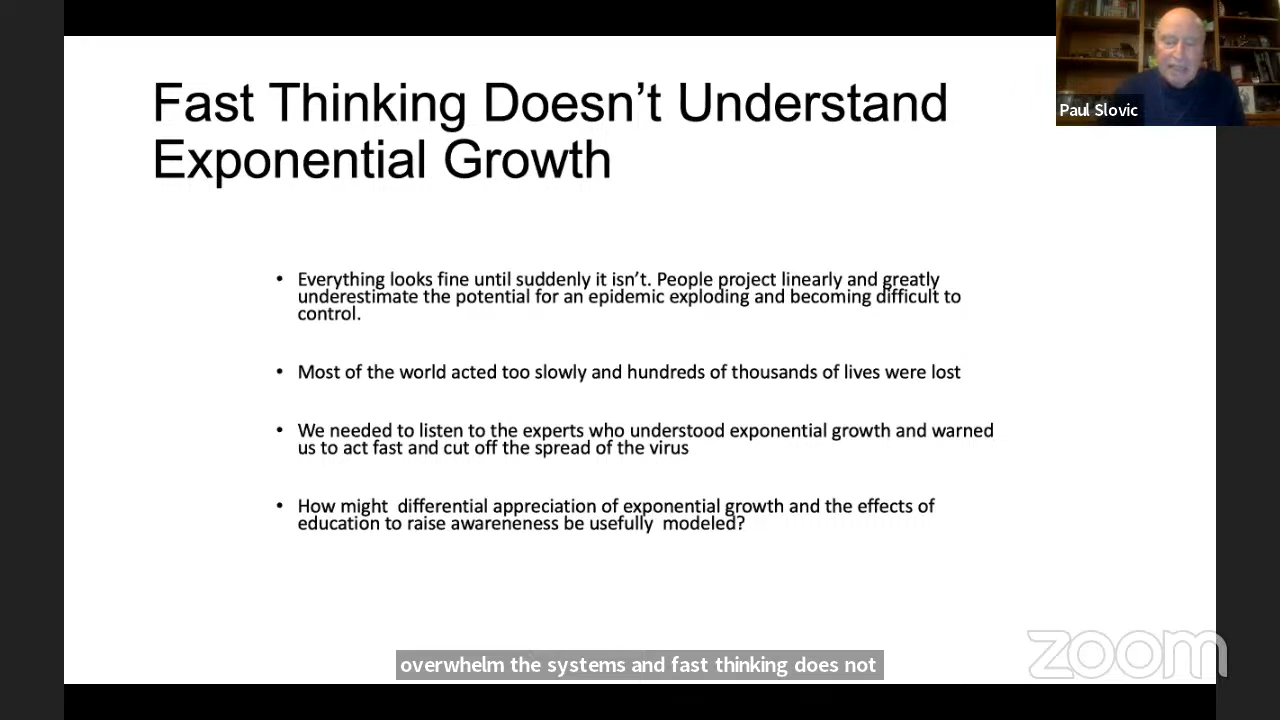 Fast Thinking Doesn’t Understand
Exponential Growth
Paul Slovic
• Everything looks fine until suddenly it isn’t. People project linearly and greatly
underestimate the potential for an epidemic exploding and becoming difficult to
control.
• Most of the world acted too slowly and hundreds of thousands of lives were lost
• We needed to listen to the experts who understood exponential growth and warned
us to act fast and cut off the spread of the virus
• How might  differential appreciation of exponential growth and the effects of
education to raise awareneness be usefully  modeled?
overwhelm the systems and fast thinking does not
zoom